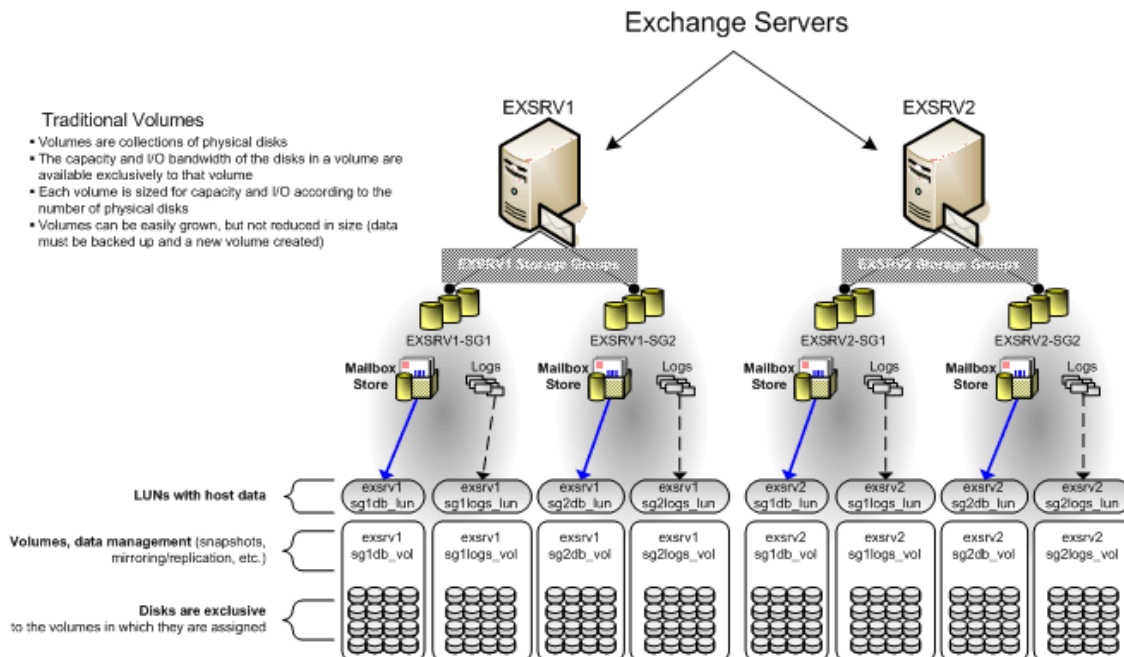 Exchange Servers
EXSRV1
EXSRV2
Traditional Volumes
▪ Volumes are collections of physical disks
▪ The capacity and I/O bandwidth of the disks in a volume are
available exclusively to that volume
▪ Each volume is sized for capacity and I/O according to the
number of physical disks
▪ Volumes can be easily grown, but not reduced in size (data
must be backed up and a new volume created)
EXSRV1 Storage Groups
EXSRV2 Storage Groups
EXSRV1-SG1
EXSRV1-SG2
EXSRV2-SG1
EXSRV2-SG2
Mailbox
Store
Logs
Mailbox
Store
Logs
Mailbox
Store
Logs
Mailbox
Store
Logs
LUNs with host data
exsrv1
sg1db_lun
exsrv1
sg1logs_lun
exsrv1
sg2db_lun
exsrv1
sg2logs_lun
exsrv2
sg1db_lun
exsrv2
sg1logs_lun
exsrv2
sg2db_lun
exsrv2
sg2logs_lun
Volumes, data management (snapshots,
mirroring/replication, etc.)
exsrv1
sg1db_vol
exsrv1
sg1logs_vol
exsrv1
sg2db_vol
exsrv1
sg2logs_vol
exsrv2
sg1db_vol
exsrv2
sg1logs_vol
exsrv2
sg2db_vol
exsrv2
sg2logs_vol
Disks are exclusive
to the volumes in which they are assigned